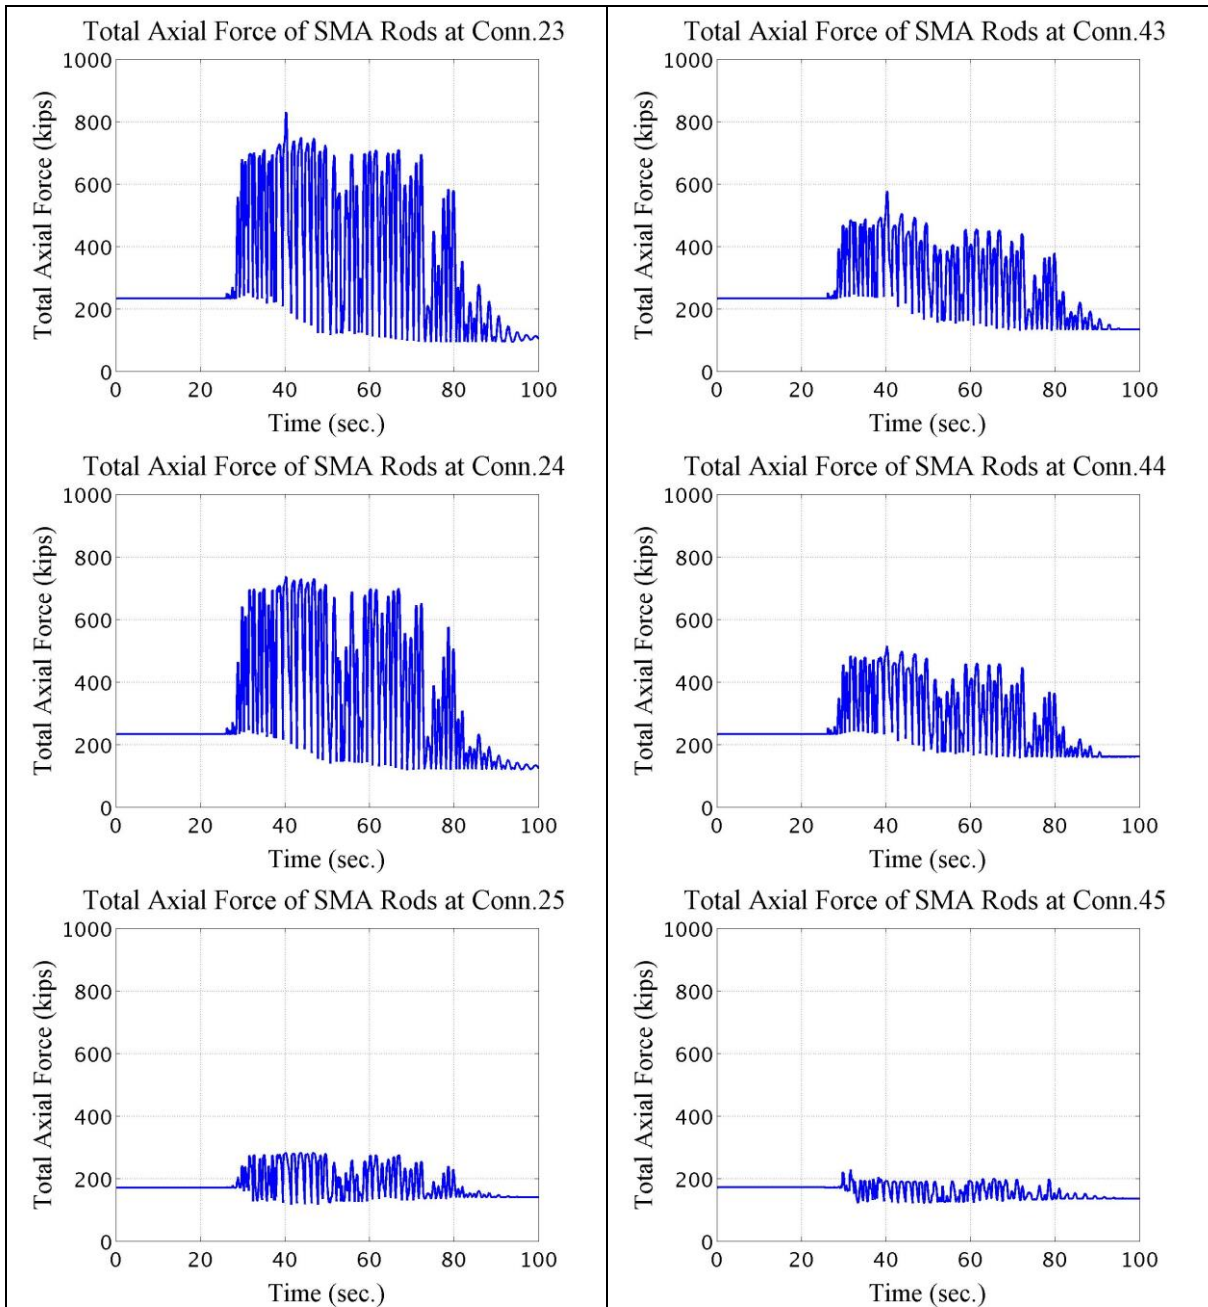 Total Axial Force of SMA Rods at Conn.23
Total Axial Force (kips)
1000
800
600
400
200
0
0 20 40 60 80 100
Time (sec.)
Total Axial Force of SMA Rods at Conn.43
Total Axial Force (kips)
1000
800
600
400
200
0
0 20 40 60 80 100
Time (sec.)
Total Axial Force of SMA Rods at Conn.24
Total Axial Force (kips)
1000
800
600
400
200
0
0 20 40 60 80 100
Time (sec.)
Total Axial Force of SMA Rods at Conn.44
Total Axial Force (kips)
1000
800
600
400
200
0
0 20 40 60 80 100
Time (sec.)
Total Axial Force of SMA Rods at Conn.25
Total Axial Force (kips)
1000
800
600
400
200
0
0 20 40 60 80 100
Time (sec.)
Total Axial Force of SMA Rods at Conn.45
Total Axial Force (kips)
1000
800
600
400
200
0
0 20 40 60 80 100
Time (sec.)